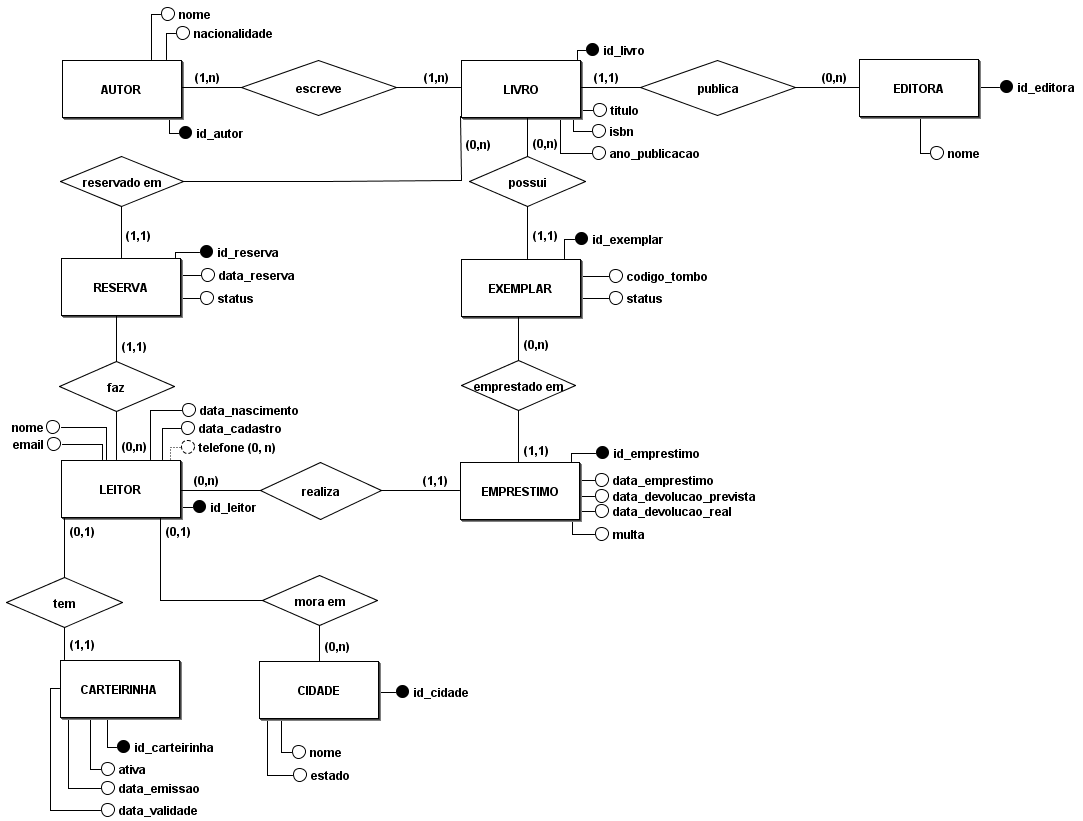 nome
nacionalidade
AUTOR
(1,n)
escreve
(1,n)
id_autor
id_livro
LIVRO
(1,1)
publica
(0,n)
EDITORA
id_editora
titulo
isbn
ano_publicacao
nome
(0,n)
(0,n)
reservado em
possui
(1,1)
(1,1)
id_reserva
id_exemplar
RESERVA
data_reserva
status
EXEMPLAR
codigo_tombo
status
(1,1)
(0,n)
faz
emprestado em
nome
email
(0,n)
data_nascimento
data_cadastro
telefone (0, n)
(1,1)
id_emprestimo
LEITOR
(0,n)
realiza
(1,1)
EMPRESTIMO
data_emprestimo
data_devolucao_prevista
data_devolucao_real
id_leitor
multa
(0,1)
(0,1)
tem
mora em
(1,1)
(0,n)
CARTEIRINHA
CIDADE
id_cidade
id_carteirinha
ativa
data_emissao
data_validade
nome
estado